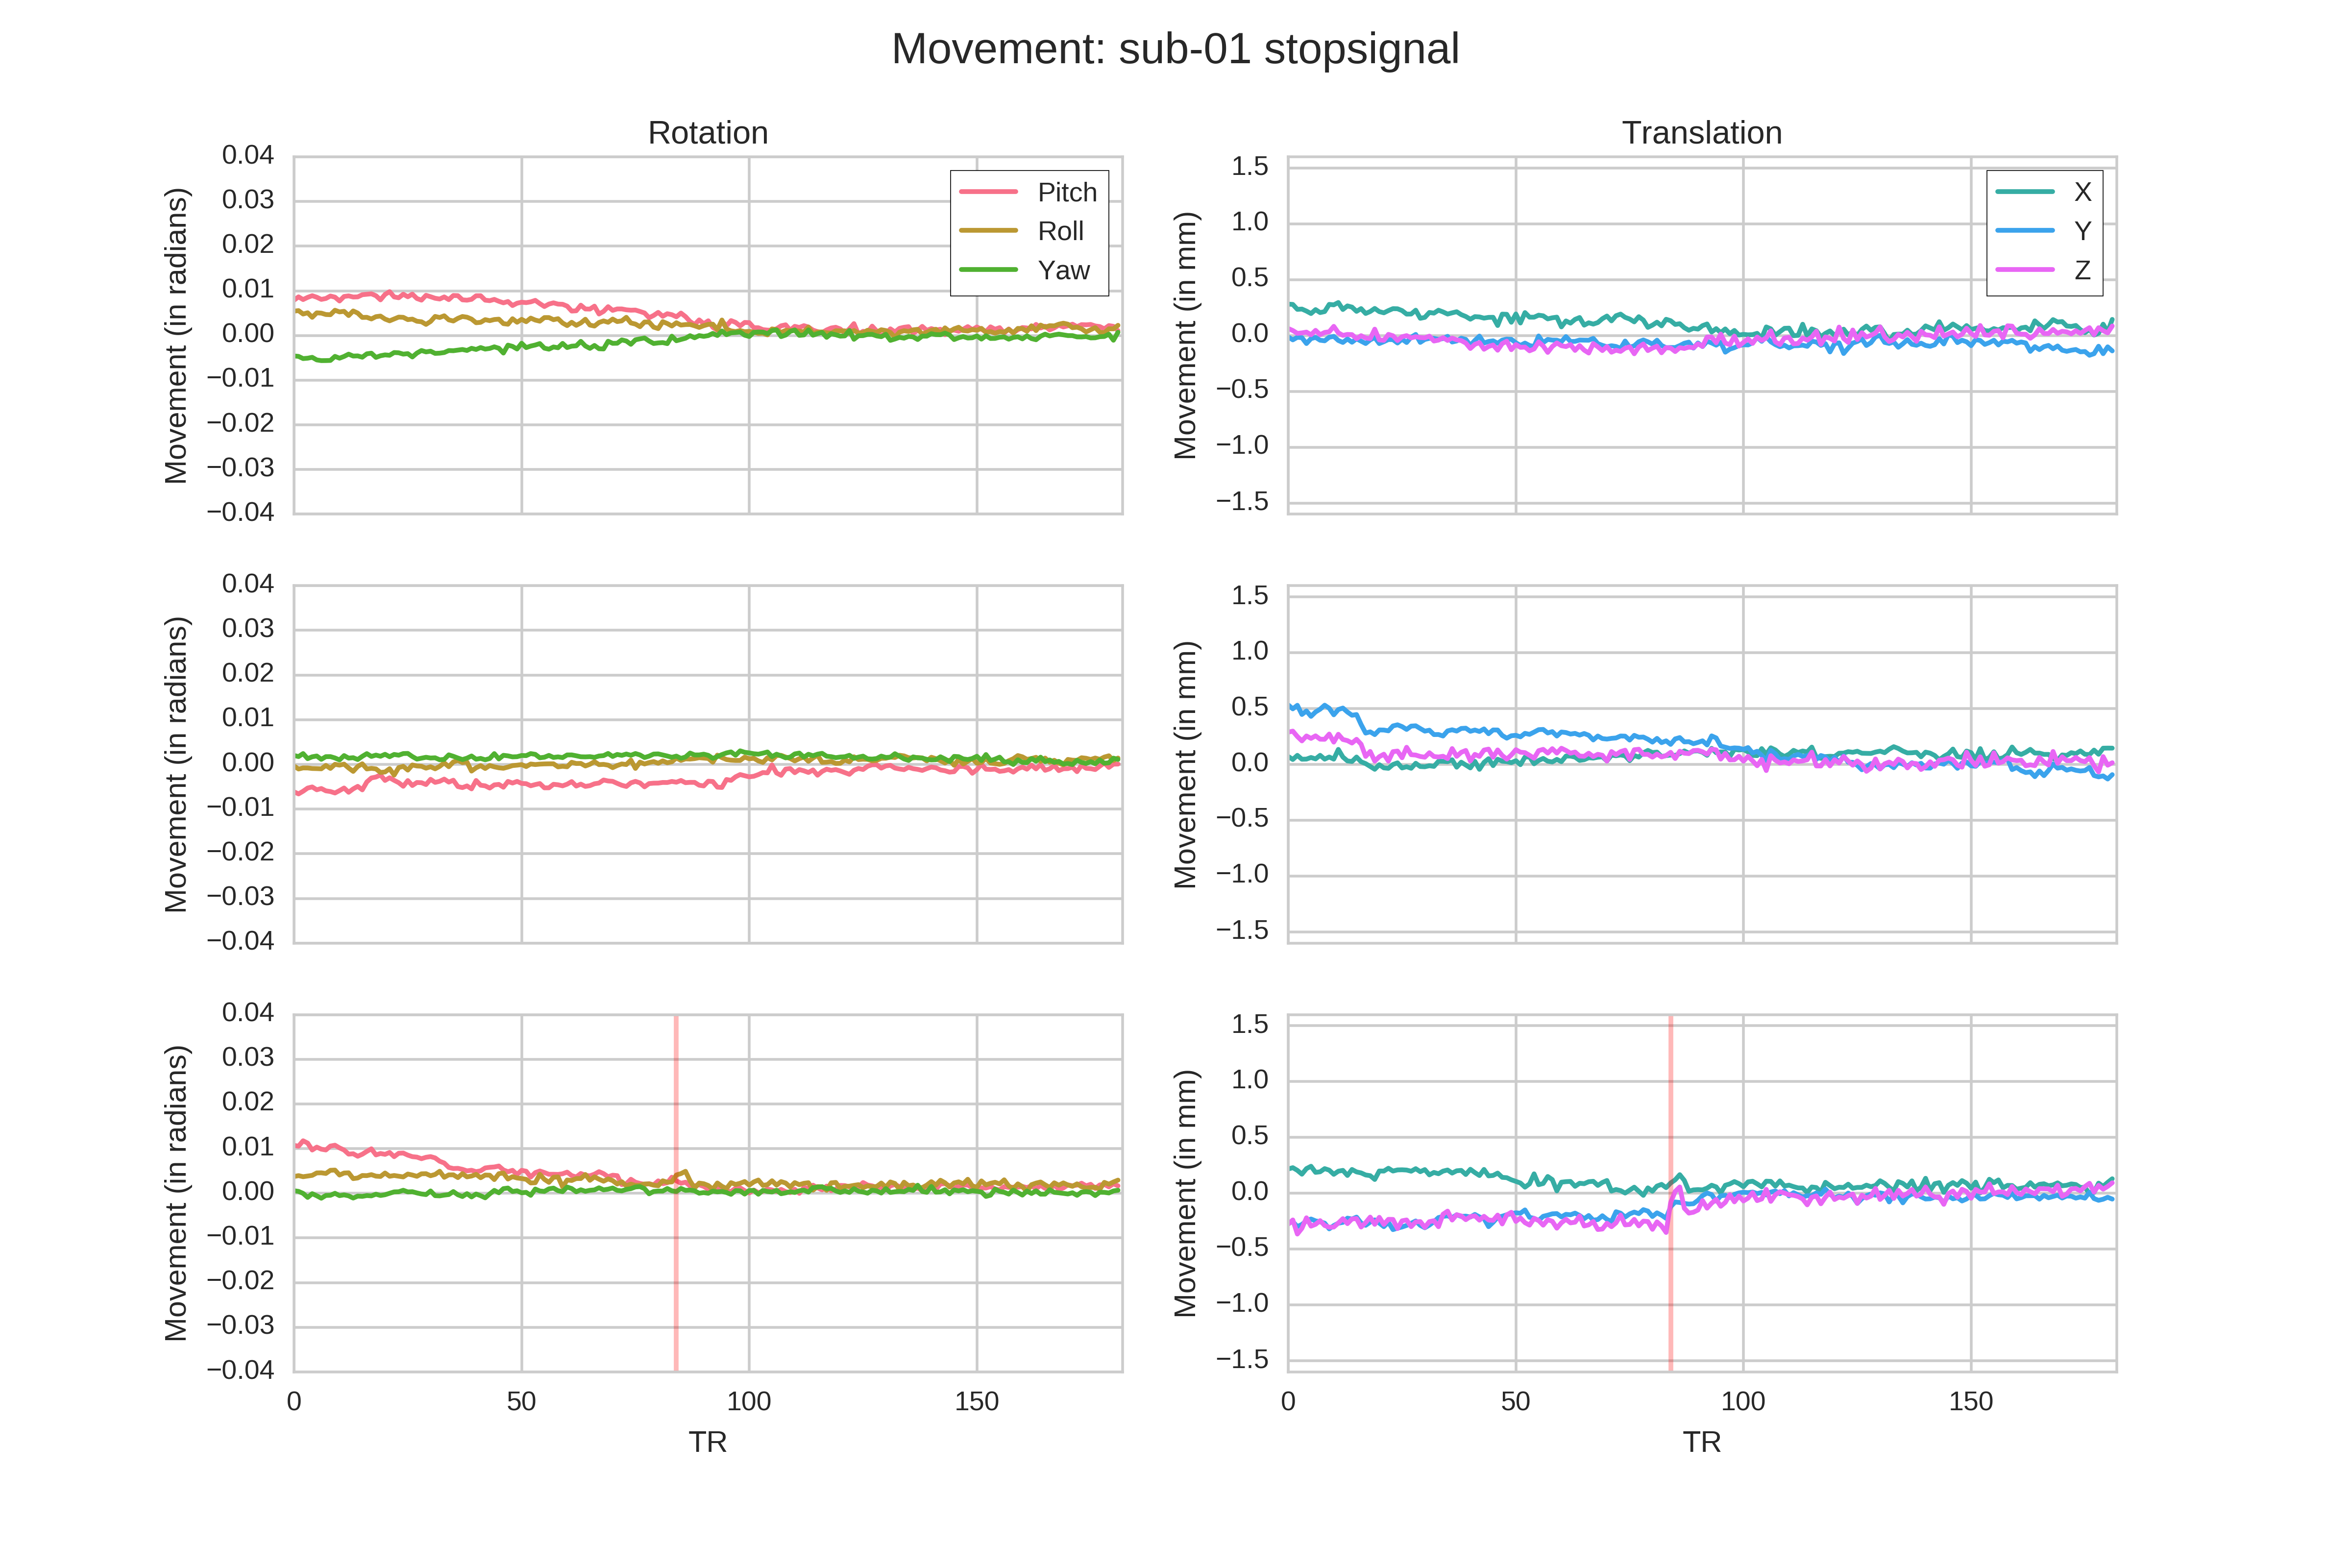 Movement: sub-01 stopsignal
Rotation
Translation
Movement (in radians)
0.04
0.03
0.02
0.01
0.00
−0.01
−0.02
−0.03
−0.04
Pitch
Roll
Yaw
Movement (in mm)
1.5
1.0
0.5
0.0
−0.5
−1.0
−1.5
X
Y
Z
Movement (in radians)
0.04
0.03
0.02
0.01
0.00
−0.01
−0.02
−0.03
−0.04
Movement (in mm)
1.5
1.0
0.5
0.0
−0.5
−1.0
−1.5
Movement (in radians)
0.04
0.03
0.02
0.01
0.00
−0.01
−0.02
−0.03
−0.04
0 50 100 150
TR
Movement (in mm)
1.5
1.0
0.5
0.0
−0.5
−1.0
−1.5
0 50 100 150
TR